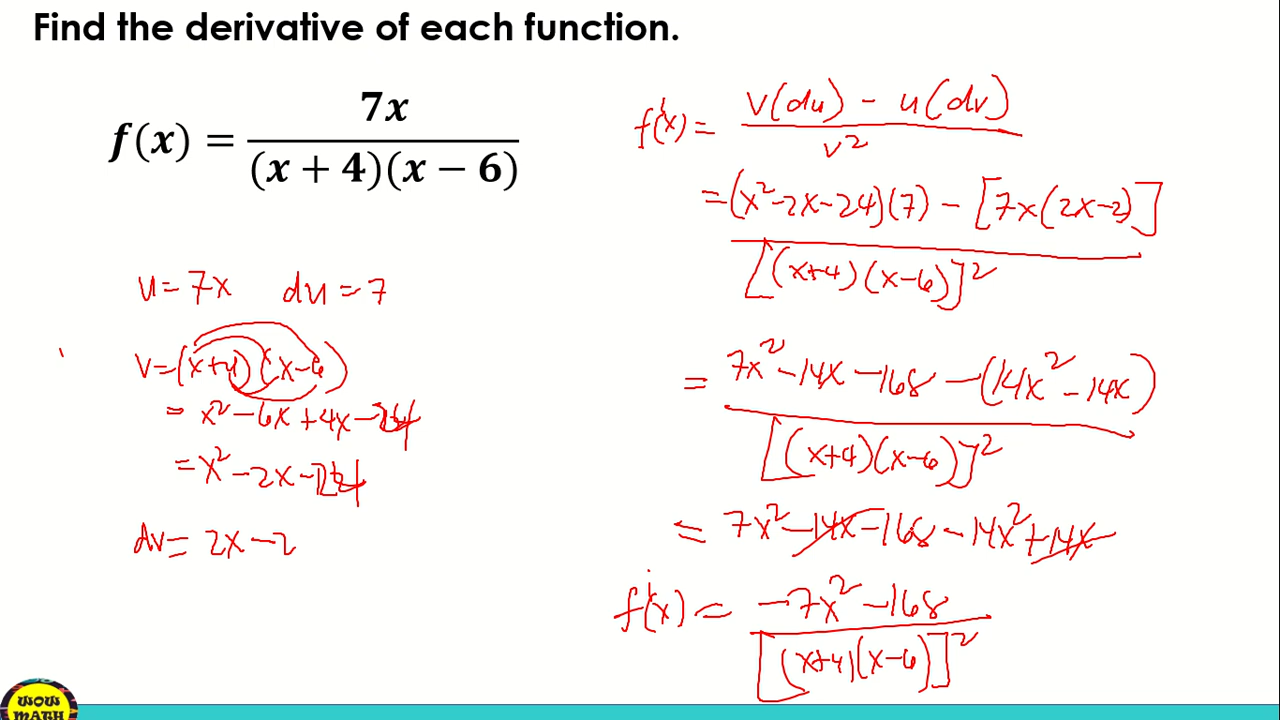 Find the derivative of each function.
f(x) = 7x / (x + 4)(x − 6)
u = 7x   du = 7
v = (x+4)(x−6)
= x² − 6x + 4x − 24
= x² − 2x − 24
dv = 2x − 2
f'(x) = v(du) − u(dv) / v²
= (x² − 2x − 24)(7) − [7x(2x−2)] / [(x+4)(x−6)]²
= 7x² − 14x − 168 − (14x² − 14x) / [(x+4)(x−6)]²
= 7x² − 14x − 168 − 14x² + 14x
f'(x) = −7x² − 168 / [(x+4)(x−6)]²
WOW
MATH